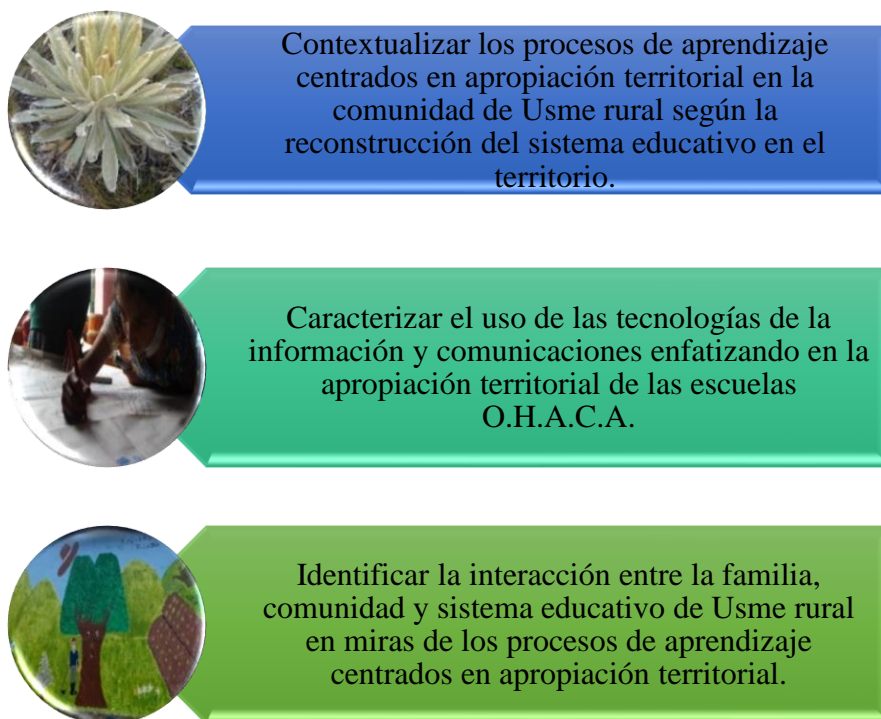 Contextualizar los procesos de aprendizaje
centrados en apropiación territorial en la
comunidad de Usme rural según la
reconstrucción del sistema educativo en el
territorio.
Caracterizar el uso de las tecnologías de la
información y comunicaciones enfatizando en la
apropiación territorial de las escuelas
O.H.A.C.A.
Identificar la interacción entre la familia,
comunidad y sistema educativo de Usme rural
en miras de los procesos de aprendizaje
centrados en apropiación territorial.